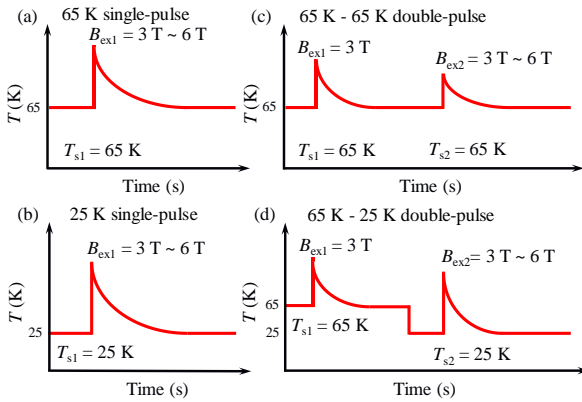 (a) 65 K single-pulse
B_ex1 = 3 T ~ 6 T
T (K)
65
T_s1 = 65 K
Time (s)
(c) 65 K - 65 K double-pulse
B_ex1 = 3 T
B_ex2 = 3 T ~ 6 T
T (K)
65
T_s1 = 65 K
T_s2 = 65 K
Time (s)
(b) 25 K single-pulse
B_ex1 = 3 T ~ 6 T
T (K)
25
T_s1 = 25 K
Time (s)
(d) 65 K - 25 K double-pulse
B_ex1 = 3 T
B_ex2 = 3 T ~ 6 T
T (K)
65
25
T_s1 = 65 K
T_s2 = 25 K
Time (s)